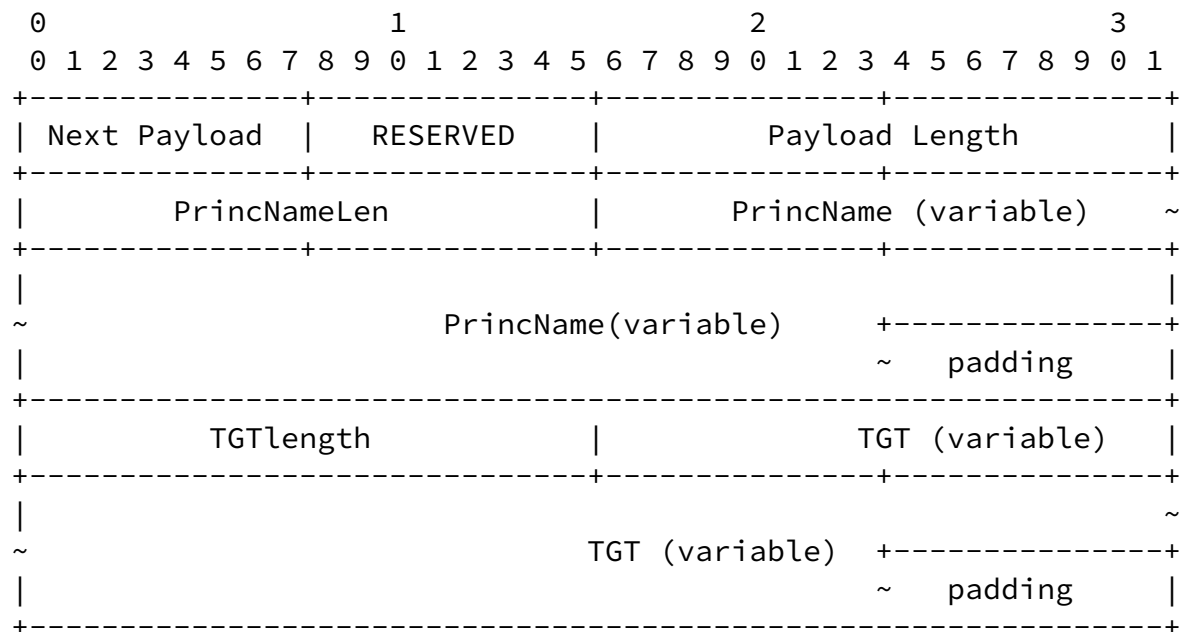 0                   1                   2                   3
 0 1 2 3 4 5 6 7 8 9 0 1 2 3 4 5 6 7 8 9 0 1 2 3 4 5 6 7 8 9 0 1
+---------------+---------------+---------------+---------------+
| Next Payload  |   RESERVED    |         Payload Length        |
+---------------+---------------+---------------+---------------+
|        PrincNameLen           |       PrincName (variable)    ~
+---------------+---------------+---------------+---------------+
|                                                               |
~                       PrincName(variable)     +---------------+
|                                               ~   padding     |
+---------------------------------------------------------------+
|          TGTlength            |              TGT (variable)   |
+-------------------------------+---------------+---------------+
|                                                               ~
~                               TGT (variable)  +---------------+
|                                               ~   padding     |
+---------------------------------------------------------------+